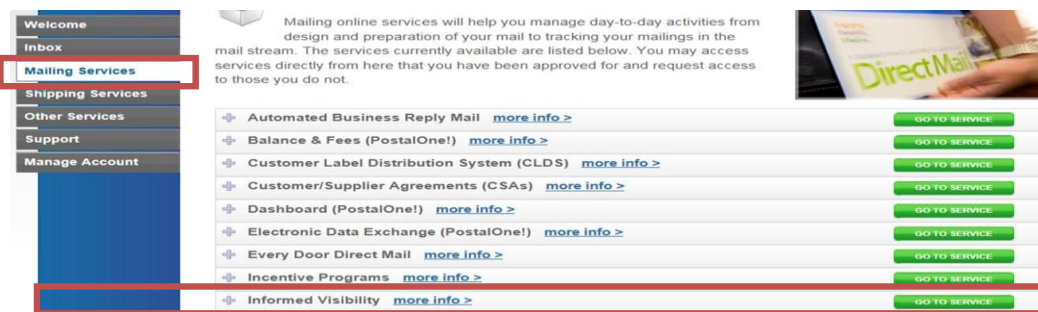 Welcome
Inbox
Mailing Services
Shipping Services
Other Services
Support
Manage Account
Mailing online services will help you manage day-to-day activities from
design and preparation of your mail to tracking your mailings in the
mail stream. The services currently available are listed below. You may access
services directly from here that you have been approved for and request access
to those you do not.
Direct Mail
Automated Business Reply Mail more info > GO TO SERVICE
Balance & Fees (PostalOne!) more info > GO TO SERVICE
Customer Label Distribution System (CLDS) more info > GO TO SERVICE
Customer/Supplier Agreements (CSAs) more info > GO TO SERVICE
Dashboard (PostalOne!) more info > GO TO SERVICE
Electronic Data Exchange (PostalOne!) more info > GO TO SERVICE
Every Door Direct Mail more info > GO TO SERVICE
Incentive Programs more info > GO TO SERVICE
Informed Visibility more info > GO TO SERVICE